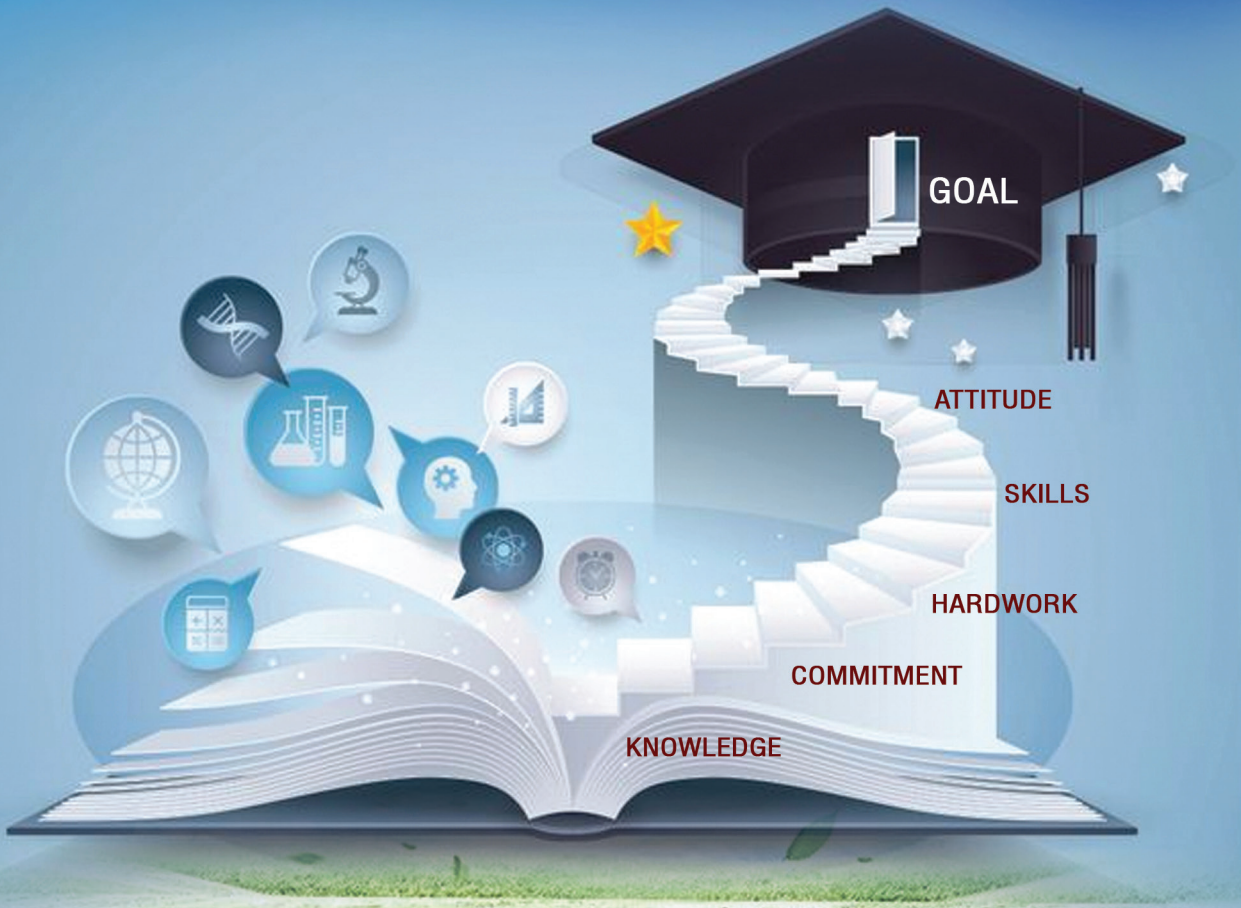 GOAL
ATTITUDE
SKILLS
HARDWORK
COMMITMENT
KNOWLEDGE